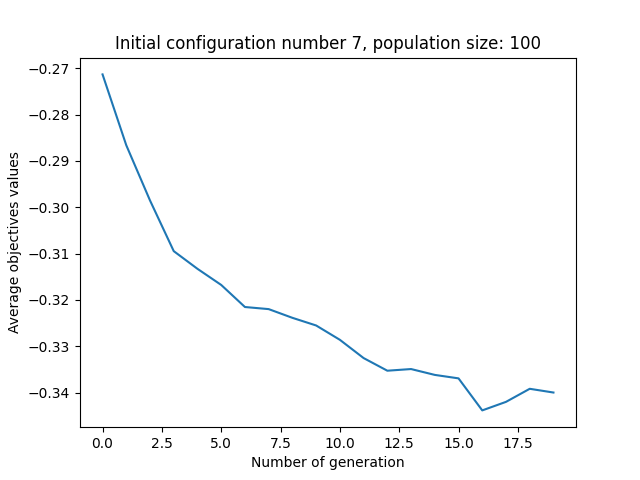 Initial configuration number 7, population size: 100
−0.27
−0.28
−0.29
−0.30
−0.31
−0.32
−0.33
−0.34
Average objectives values
0.0 2.5 5.0 7.5 10.0 12.5 15.0 17.5
Number of generation